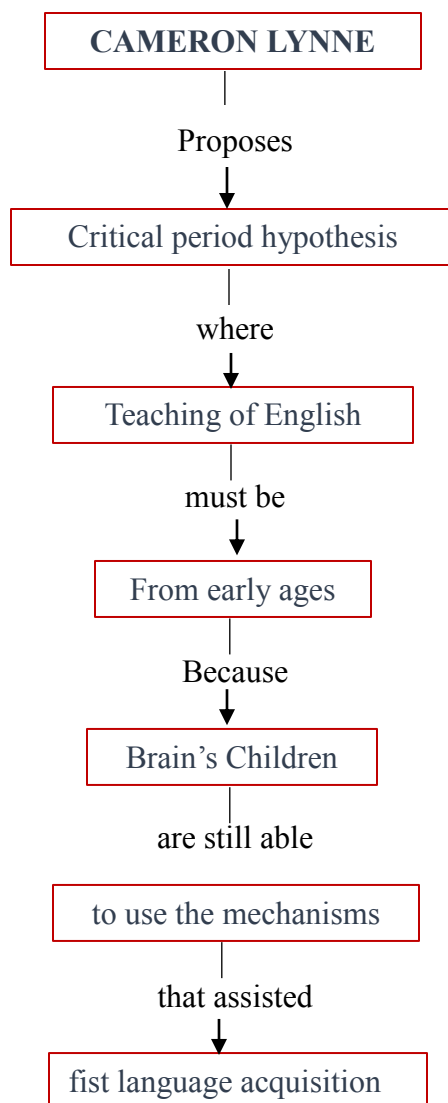 CAMERON LYNNE
Proposes
Critical period hypothesis
where
Teaching of English
must be
From early ages
Because
Brain’s Children
are still able
to use the mechanisms
that assisted
fist language acquisition